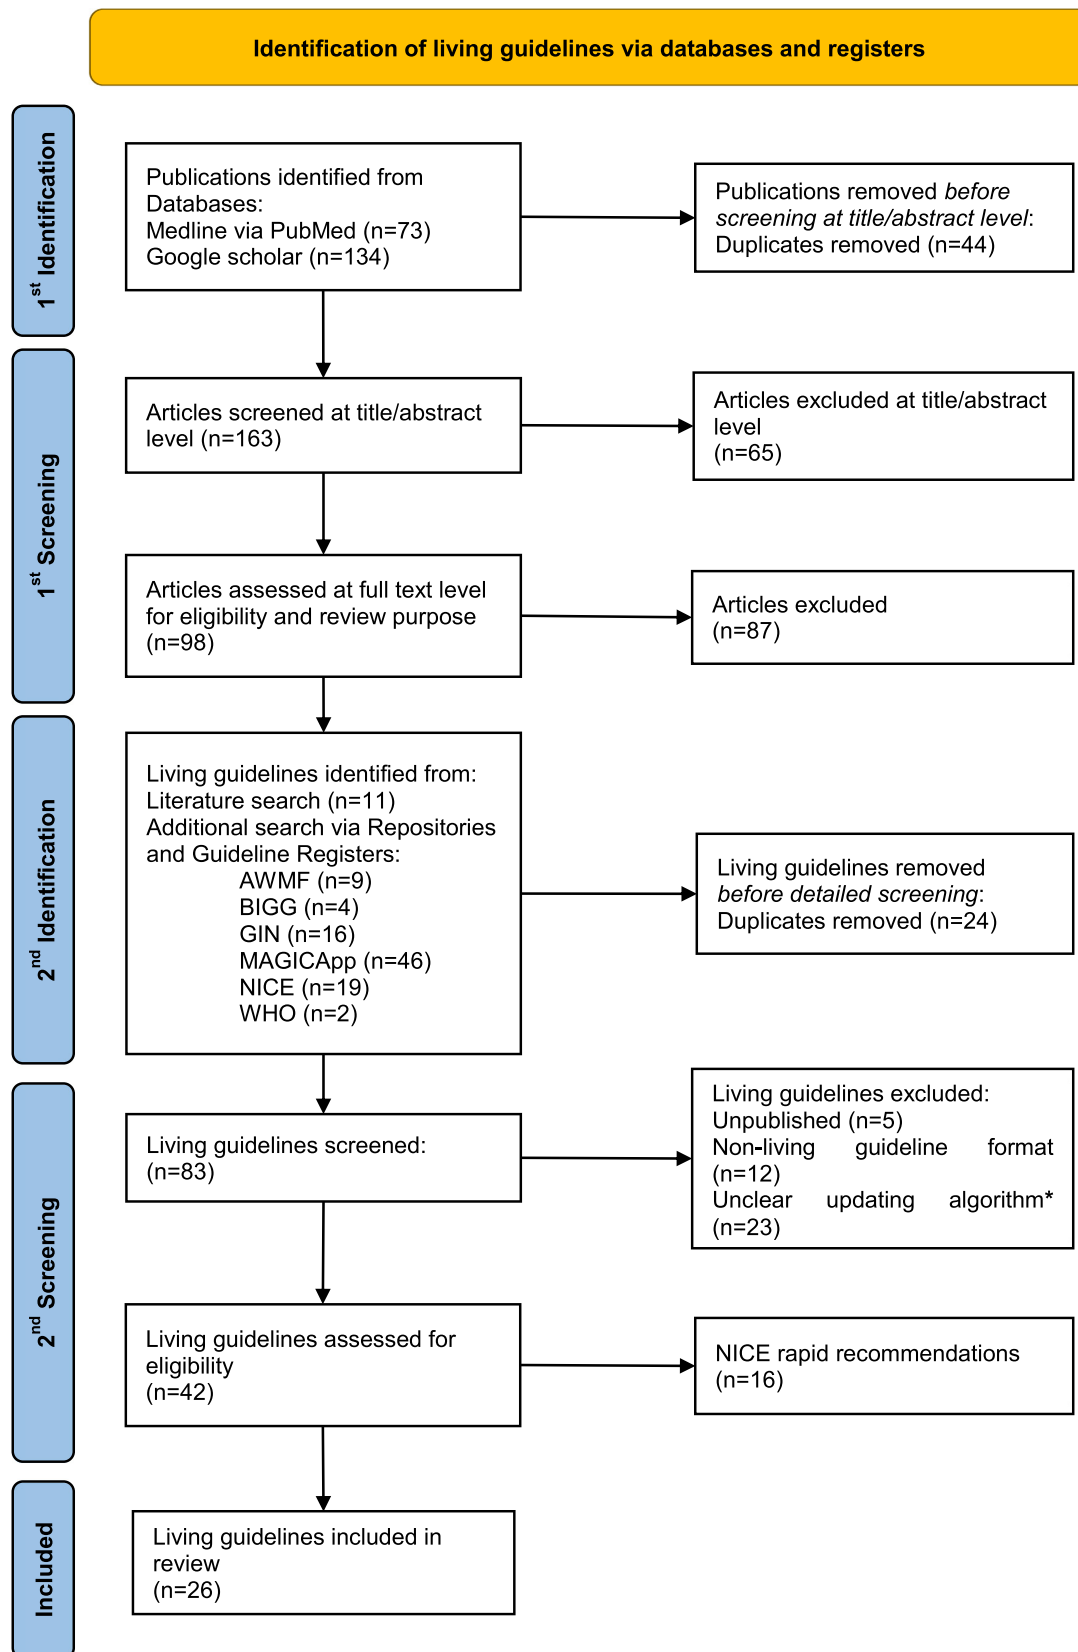 Identification of living guidelines via databases and registers
1st Identification
Publications identified from
Databases:
Medline via PubMed (n=73)
Google scholar (n=134)
Publications removed before
screening at title/abstract level:
Duplicates removed (n=44)
1st Screening
Articles screened at title/abstract
level (n=163)
Articles excluded at title/abstract
level
(n=65)
Articles assessed at full text level
for eligibility and review purpose
(n=98)
Articles excluded
(n=87)
2nd Identification
Living guidelines identified from:
Literature search (n=11)
Additional search via Repositories
and Guideline Registers:
AWMF (n=9)
BIGG (n=4)
GIN (n=16)
MAGICApp (n=46)
NICE (n=19)
WHO (n=2)
Living guidelines removed
before detailed screening:
Duplicates removed (n=24)
2nd Screening
Living guidelines screened:
(n=83)
Living guidelines excluded:
Unpublished (n=5)
Non-living guideline format
(n=12)
Unclear updating algorithm*
(n=23)
Living guidelines assessed for
eligibility
(n=42)
NICE rapid recommendations
(n=16)
Included
Living guidelines included in
review
(n=26)